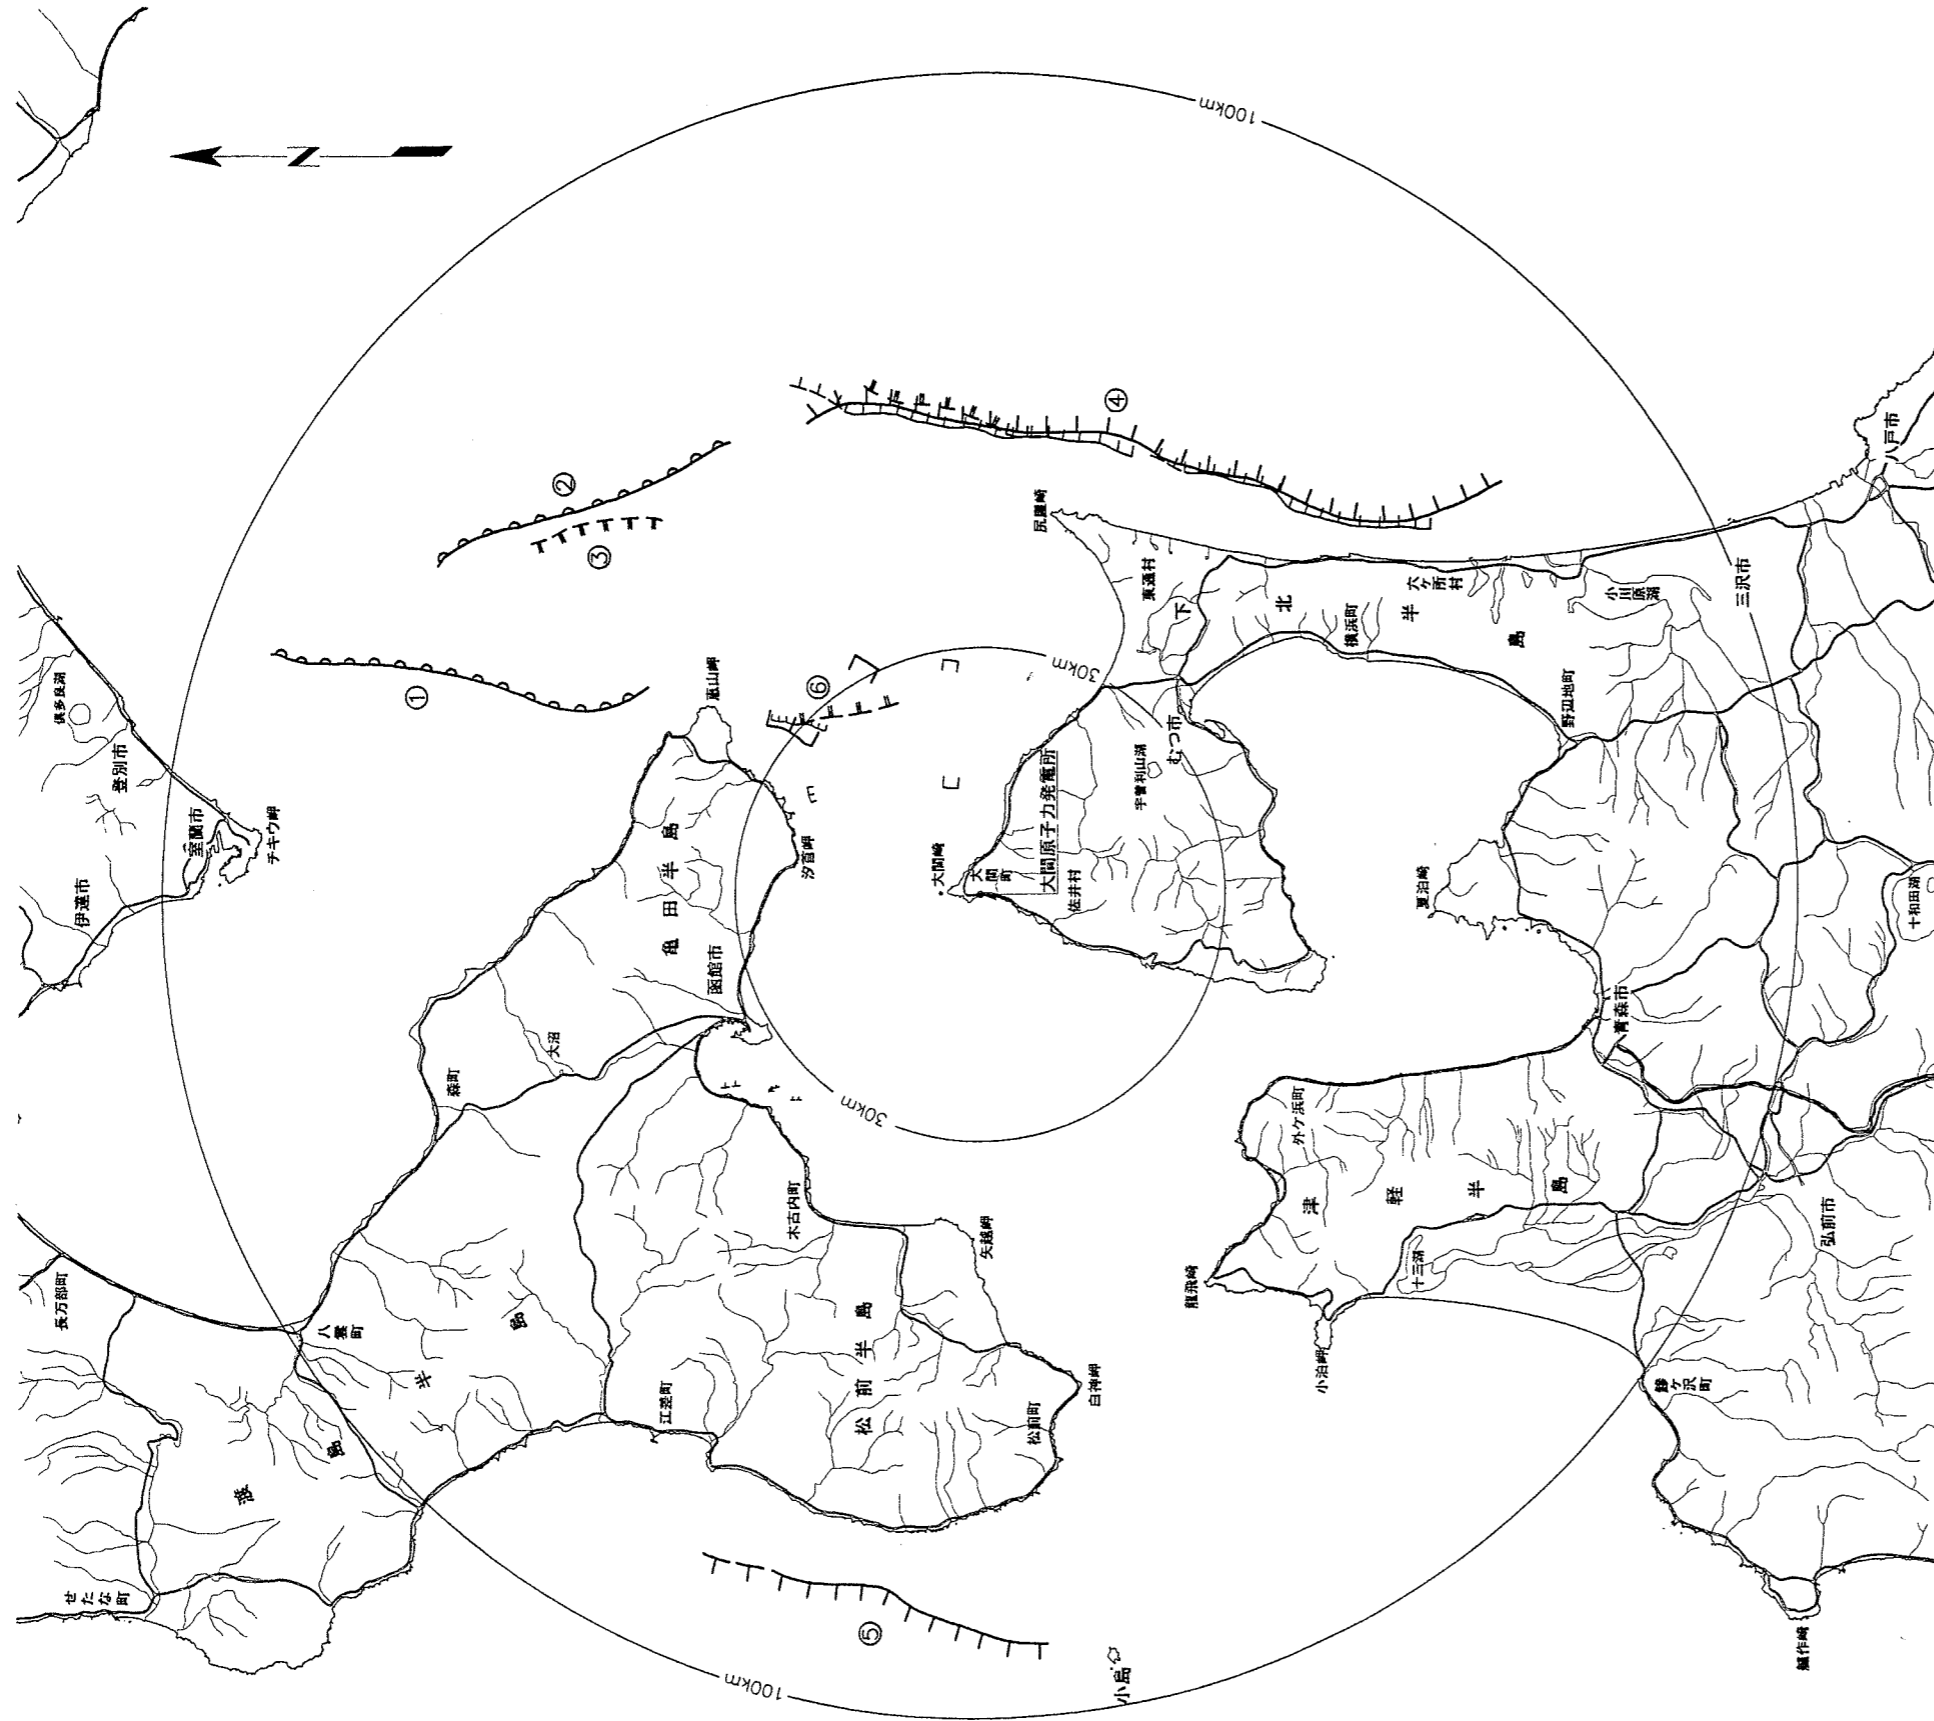 100km
N
④
②
③
①
⑥
⑤
尻屋崎
東通村
下
北
半
島
横浜町
六ケ所村
小川原湖
三沢市
八戸市
野辺地町
むつ市
宇曽利山湖
30km
大間原子力発電所
大間崎
大間町
佐井村
夏泊崎
青森市
十和田湖
俱多良湖
登別市
室蘭市
チキウ岬
伊達市
恵山岬
亀田半島
汐首岬
函館市
大沼
森町
30km
木古内町
矢越岬
外ケ浜町
津
軽
半
島
十三湖
龍飛崎
小泊岬
弘前市
鰺ケ沢町
長万部町
八雲町
渡
島
半
島
江差町
松前半島
松前町
白神岬
せたな町
小島
艫作崎
100km